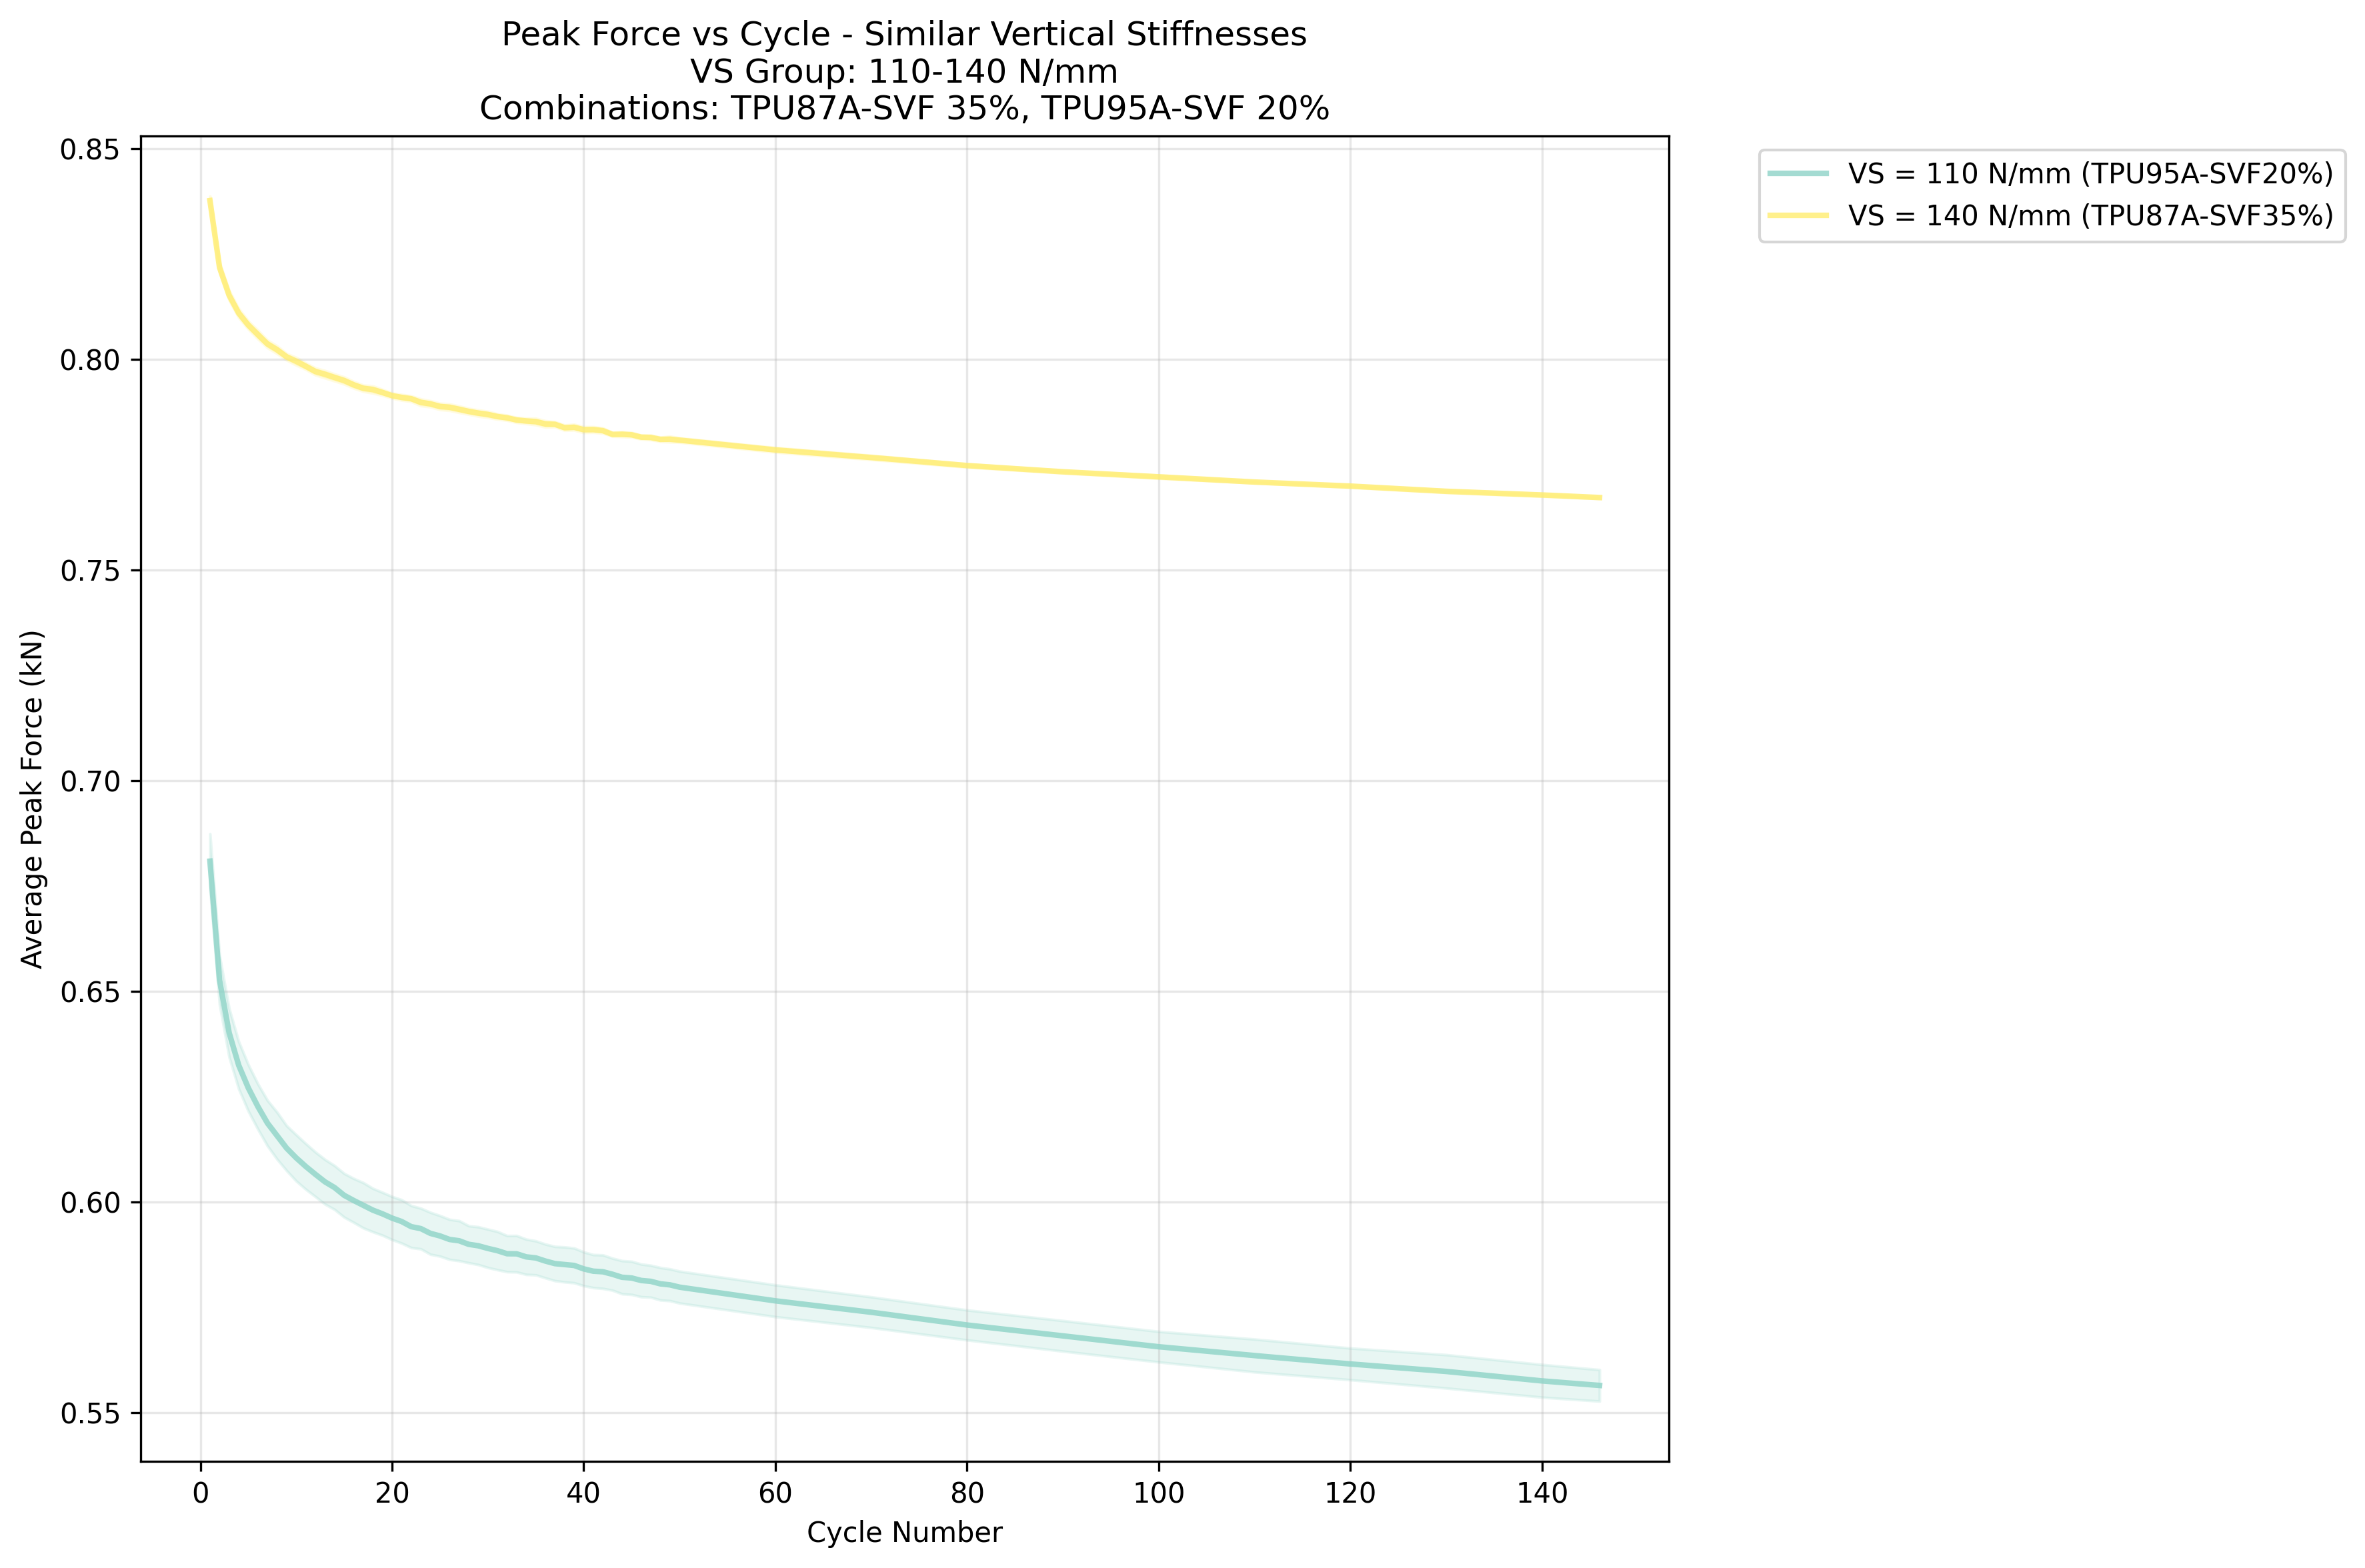 Peak Force vs Cycle - Similar Vertical Stiffnesses
VS Group: 110-140 N/mm
Combinations: TPU87A-SVF 35%, TPU95A-SVF 20%
VS = 110 N/mm (TPU95A-SVF20%)
VS = 140 N/mm (TPU87A-SVF35%)
Average Peak Force (kN)
0.85
0.80
0.75
0.70
0.65
0.60
0.55
0 20 40 60 80 100 120 140
Cycle Number